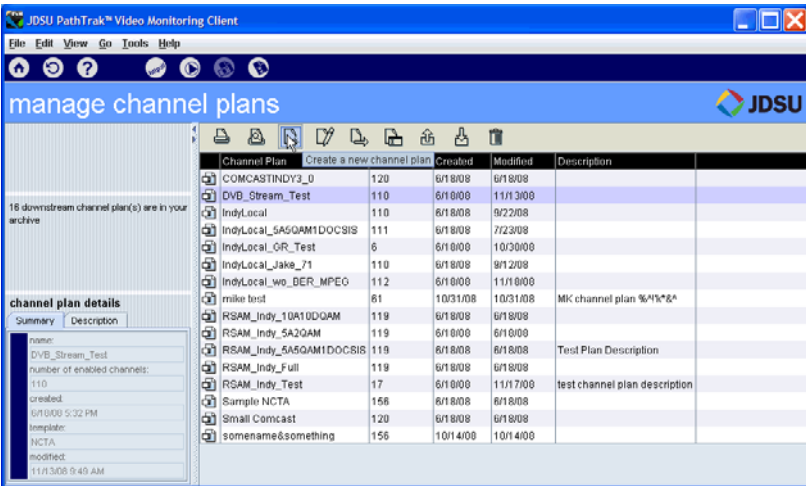 JDSU PathTrak™ Video Monitoring Client
File Edit View Go Tools Help
manage channel plans
JDSU
Channel Plan Create a new channel plan Created Modified Description
COMCASTINDY3_0 120 6/18/08 6/18/08
DVB_Stream_Test 110 6/18/08 11/13/08
IndyLocal 110 6/18/08 9/22/08
IndyLocal_5A5QAM1DOCSIS 111 6/18/08 7/23/08
IndyLocal_GR_Test 6 6/18/08 10/30/08
IndyLocal_Jake_71 110 6/18/08 9/12/08
IndyLocal_wo_BER_MPEG 112 6/18/08 11/18/08
mike test 61 10/31/08 10/31/08 MK channel plan
RSAM_Indy_10A10DQAM 119 6/18/08 6/18/08
RSAM_Indy_5A2QAM 119 6/18/08 6/18/08
RSAM_Indy_5A5QAM1DOCSIS 119 6/18/08 6/18/08 Test Plan Description
RSAM_Indy_Full 119 6/18/08 6/18/08
RSAM_Indy_Test 17 6/18/08 11/17/08 test channel plan description
Sample NCTA 156 6/18/08 6/18/08
Small Comcast 120 6/18/08 6/18/08
somename&something 156 10/14/08 10/14/08
16 downstream channel plan(s) are in your
archive
channel plan details
Summary Description
name:
DVB_Stream_Test
number of enabled channels:
110
created:
6/18/08 5:32 PM
template:
NCTA
modified:
11/13/08 9:49 AM